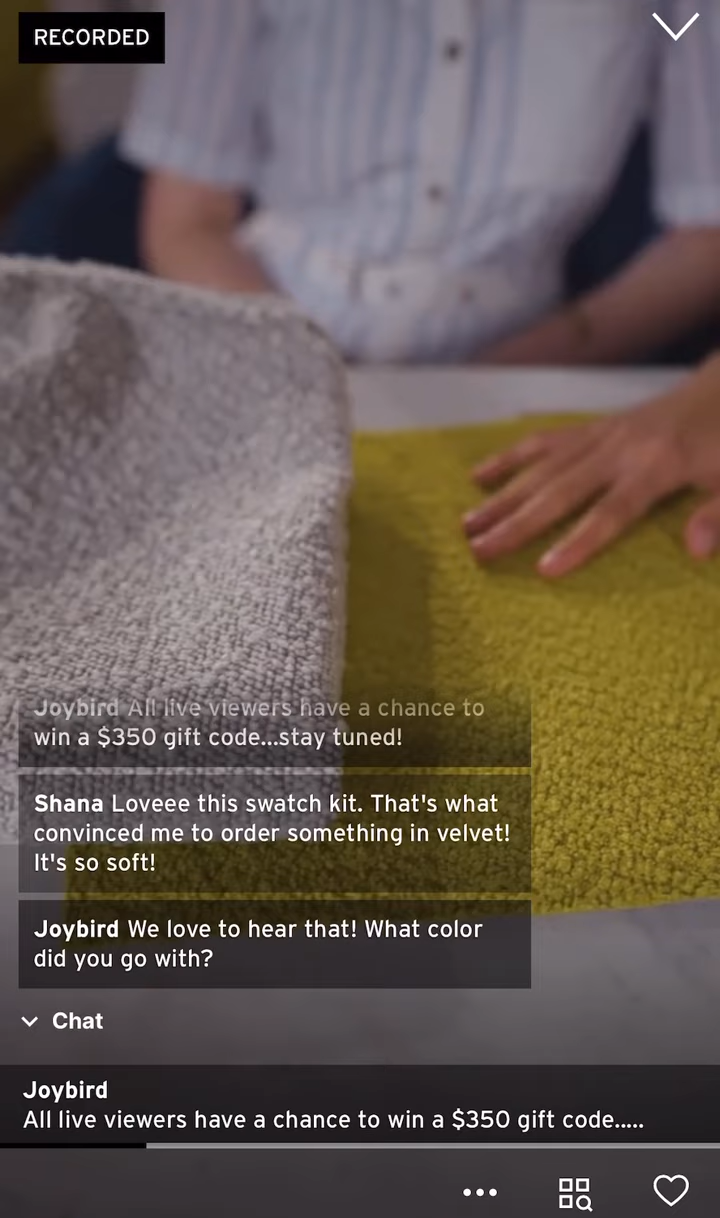 RECORDED
Joybird All live viewers have a chance to
win a $350 gift code...stay tuned!
Shana Loveee this swatch kit. That's what
convinced me to order something in velvet!
It's so soft!
Joybird We love to hear that! What color
did you go with?
Chat
Joybird
All live viewers have a chance to win a $350 gift code.....